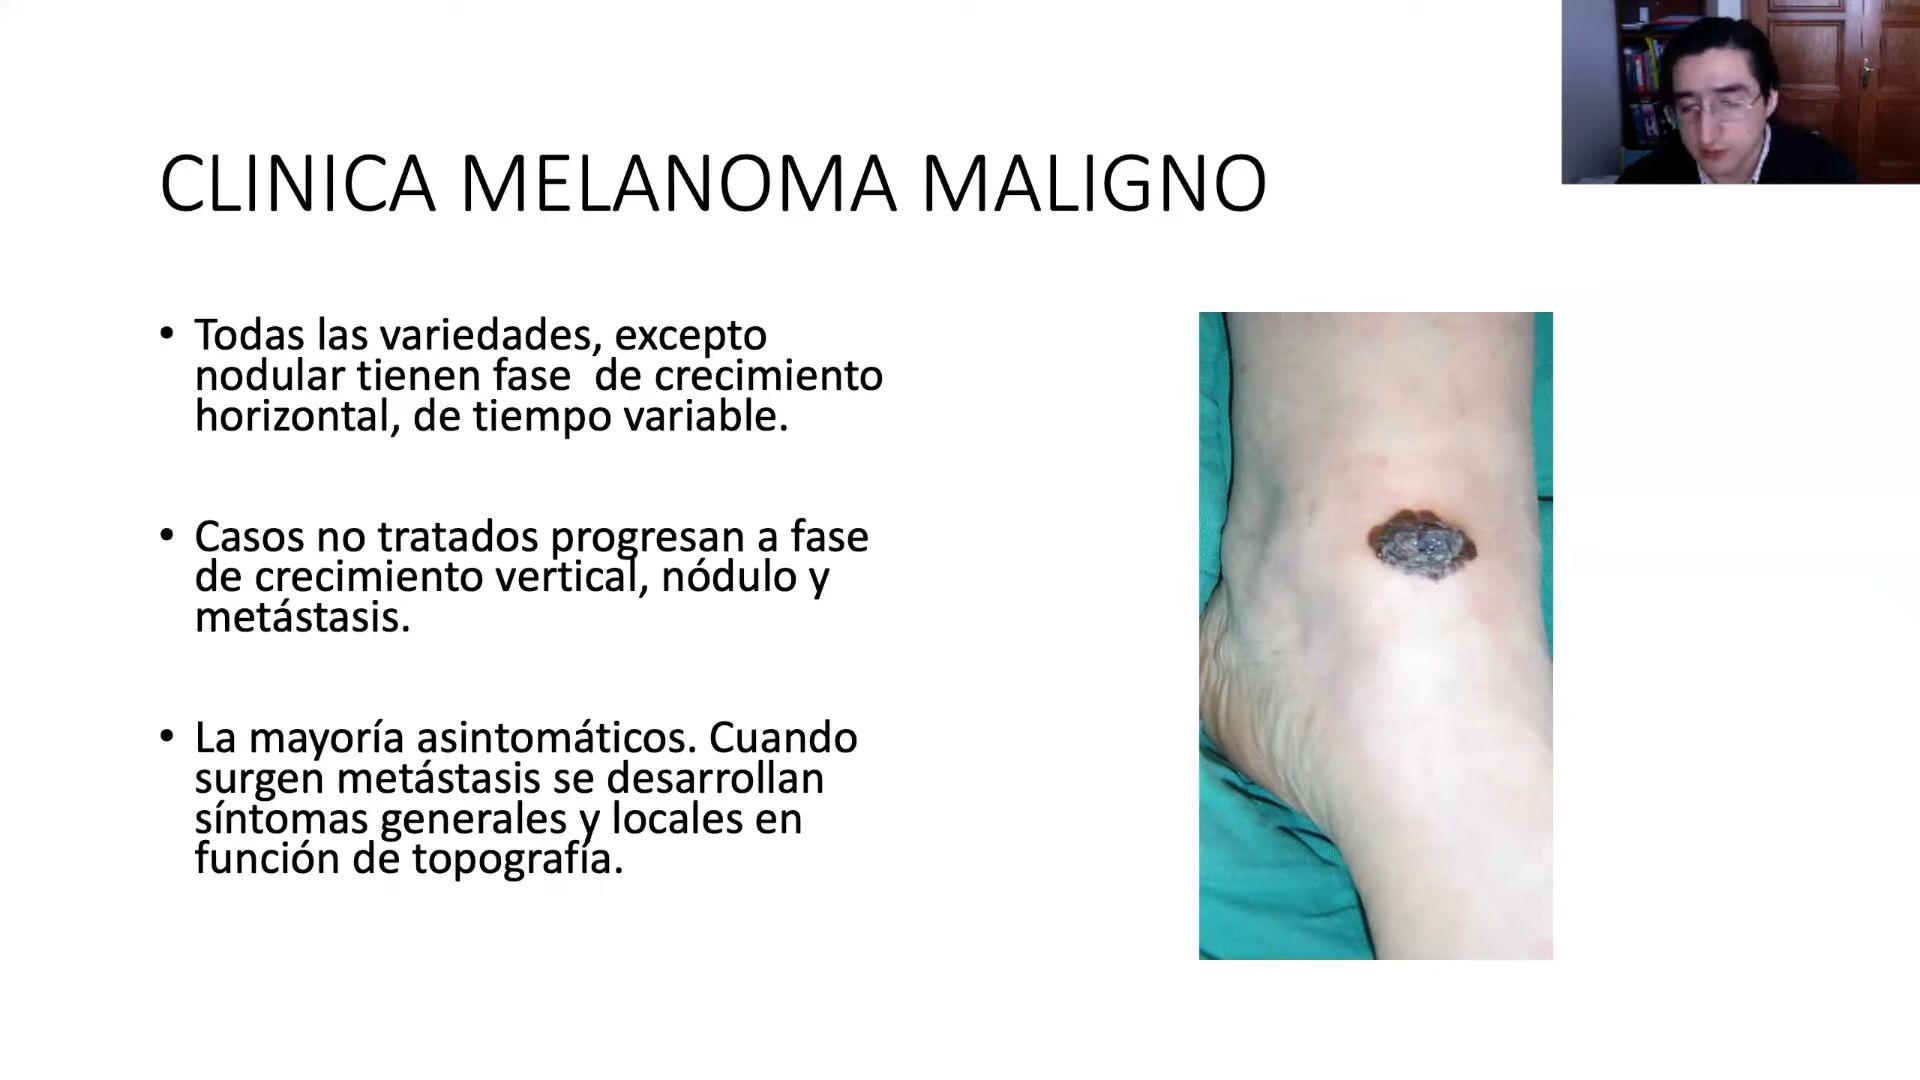 CLINICA MELANOMA MALIGNO
• Todas las variedades, excepto
nodular tienen fase  de crecimiento
horizontal, de tiempo variable.
• Casos no tratados progresan a fase
de crecimiento vertical, nódulo y
metástasis.
• La mayoría asintomáticos. Cuando
surgen metástasis se desarrollan
síntomas generales y locales en
función de topografía.